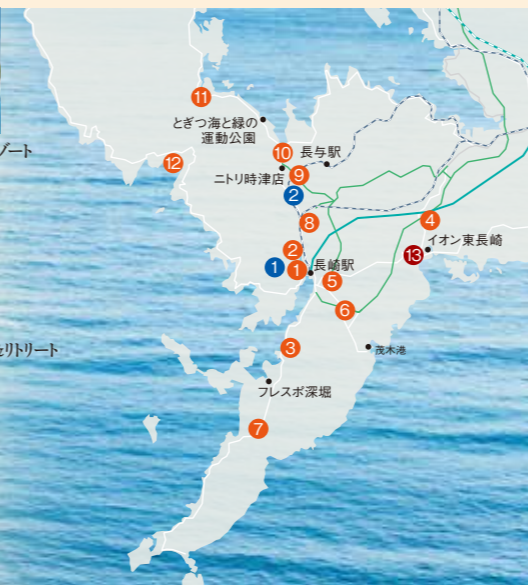 11
とぎつ海と緑の
運動公園
ゾート
12
10
長与駅
ニトリ時津店
9
2
8
4
イオン東長崎
13
2
1
1
長崎駅
5
6
3
茂木港
リトリート
フレスポ深堀
7